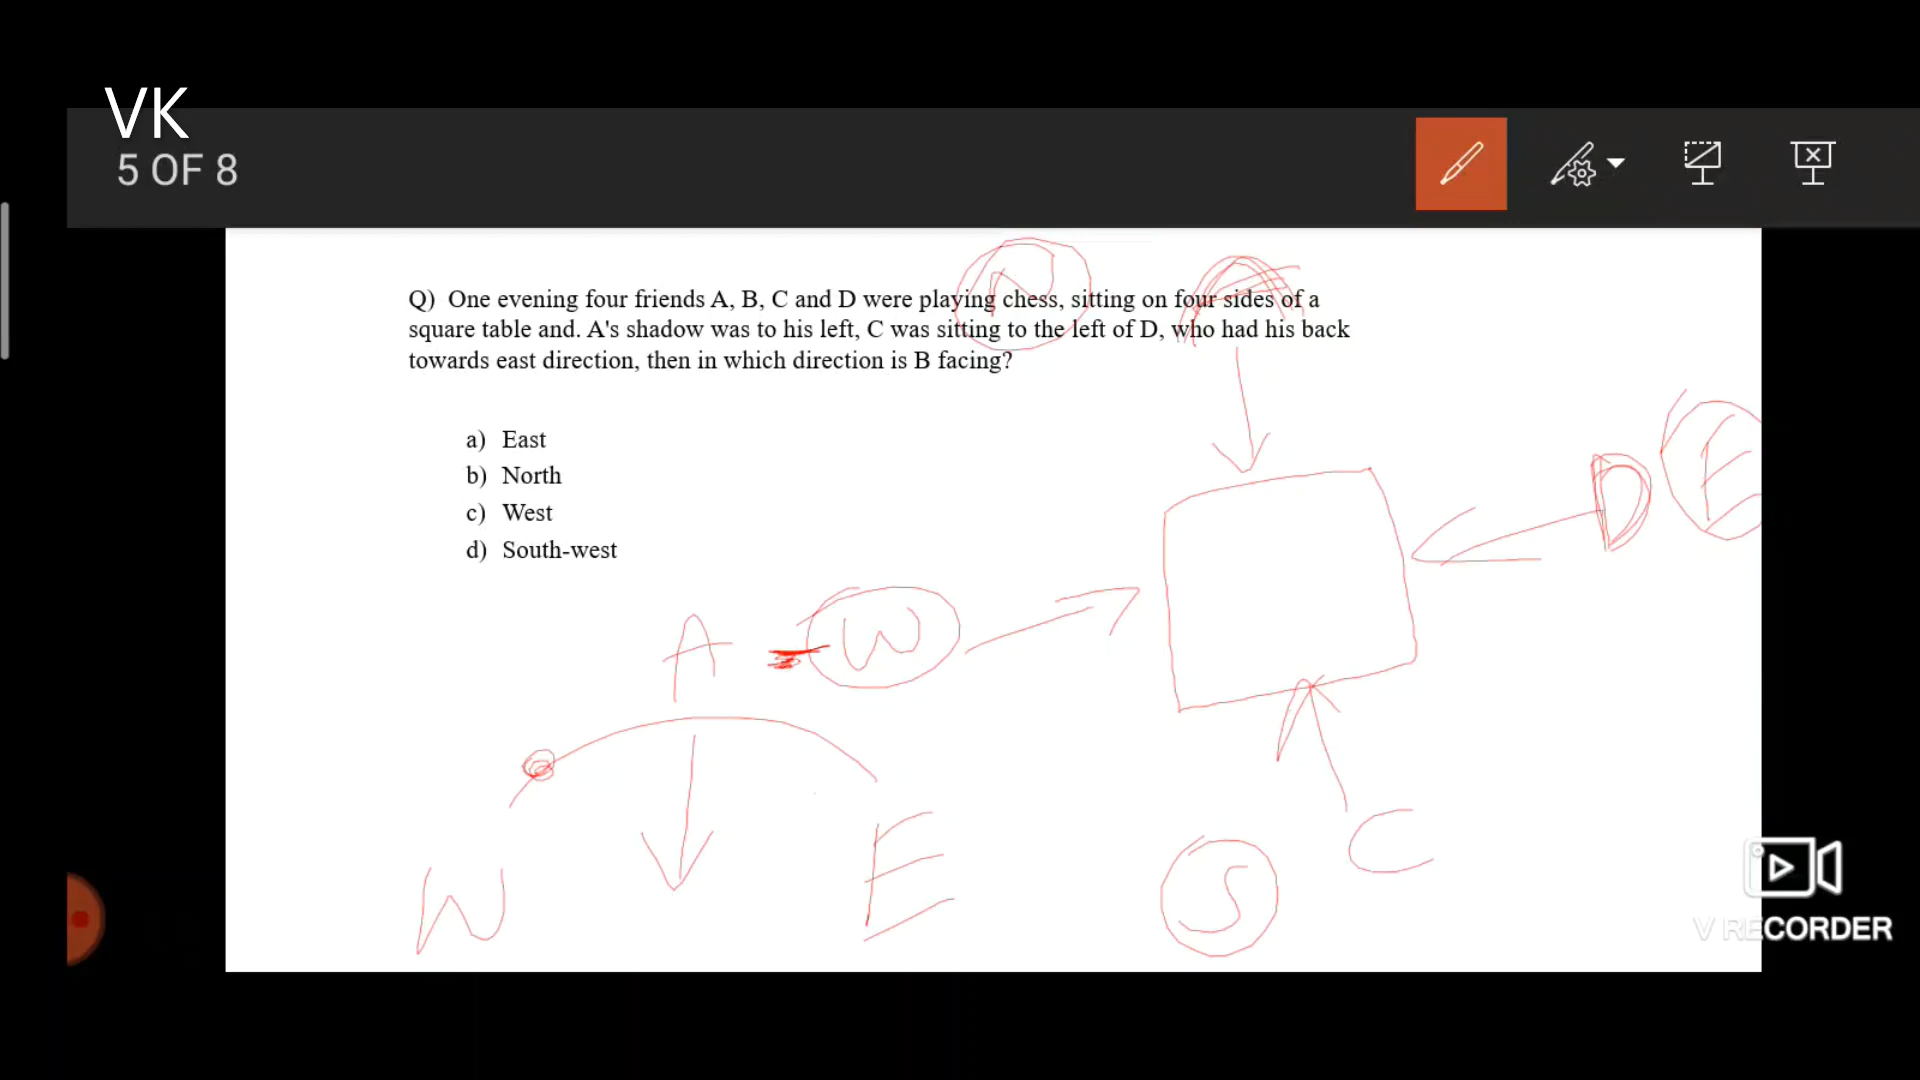 VK
5 OF 8
N
A
Q) One evening four friends A, B, C and D were playing chess, sitting on four sides of a
square table and. A's shadow was to his left, C was sitting to the left of D, who had his back
towards east direction, then in which direction is B facing?
D
E
a) East
b) North
c) West
d) South-west
A
W
W
E
S
C
V RECORDER